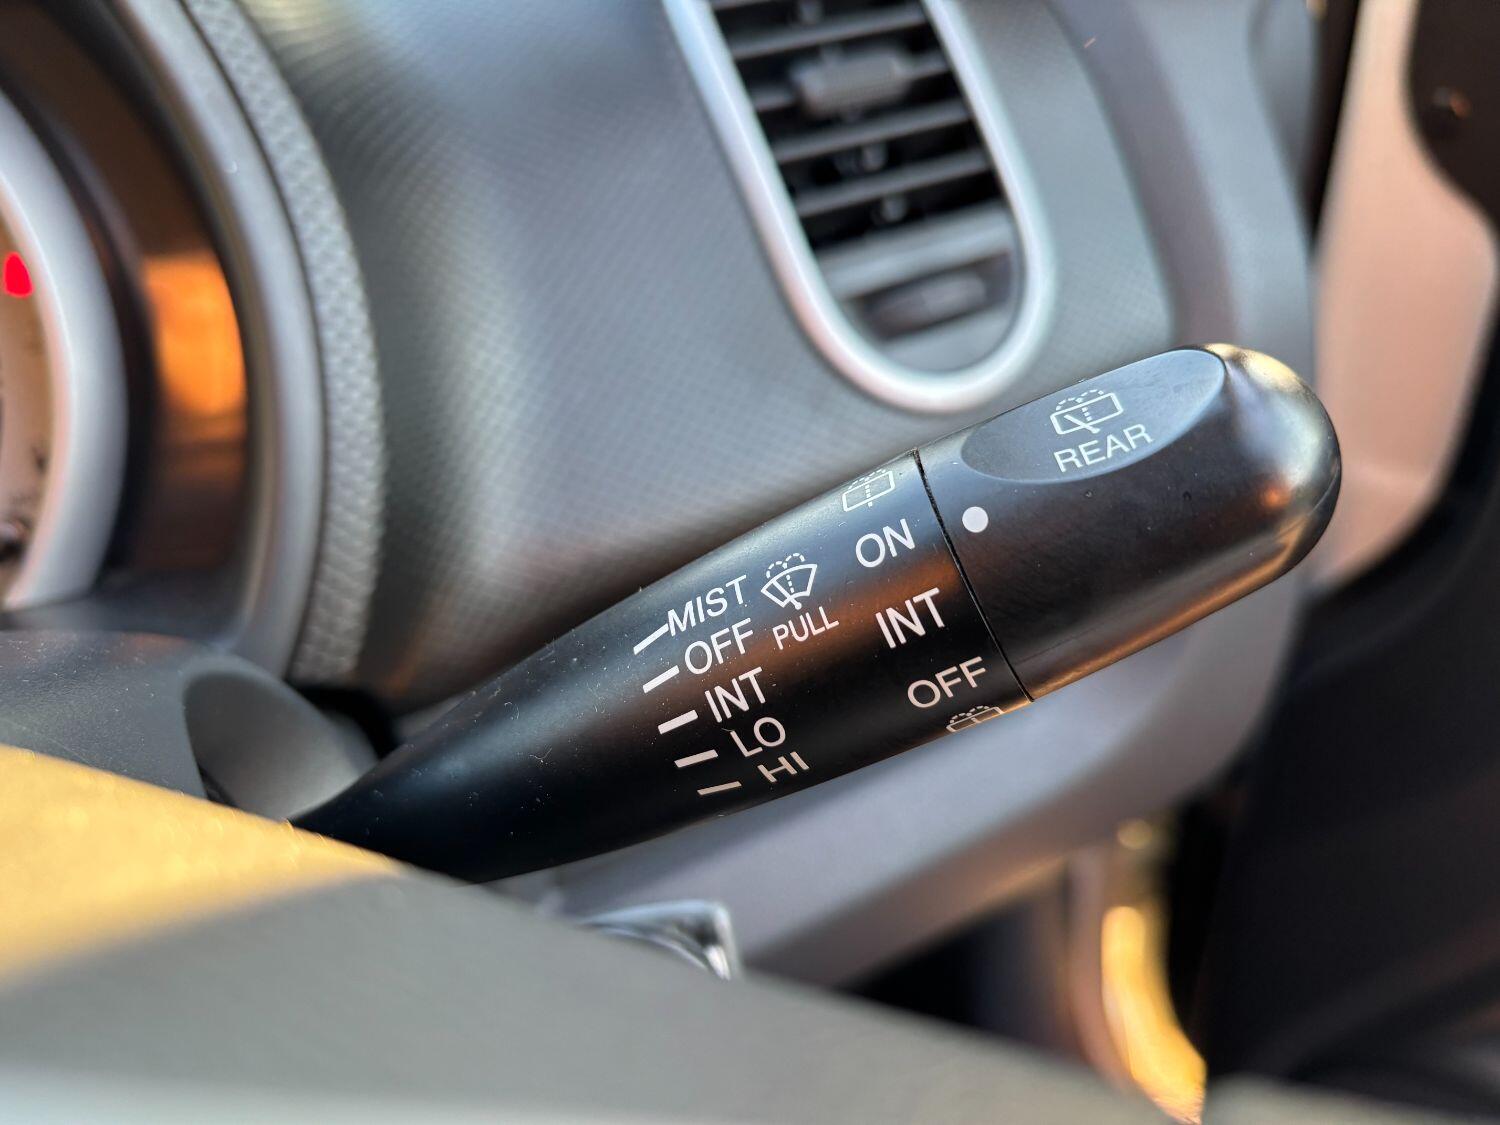 REAR
ON
INT
OFF
MIST
OFF
INT
LO
HI
PULL